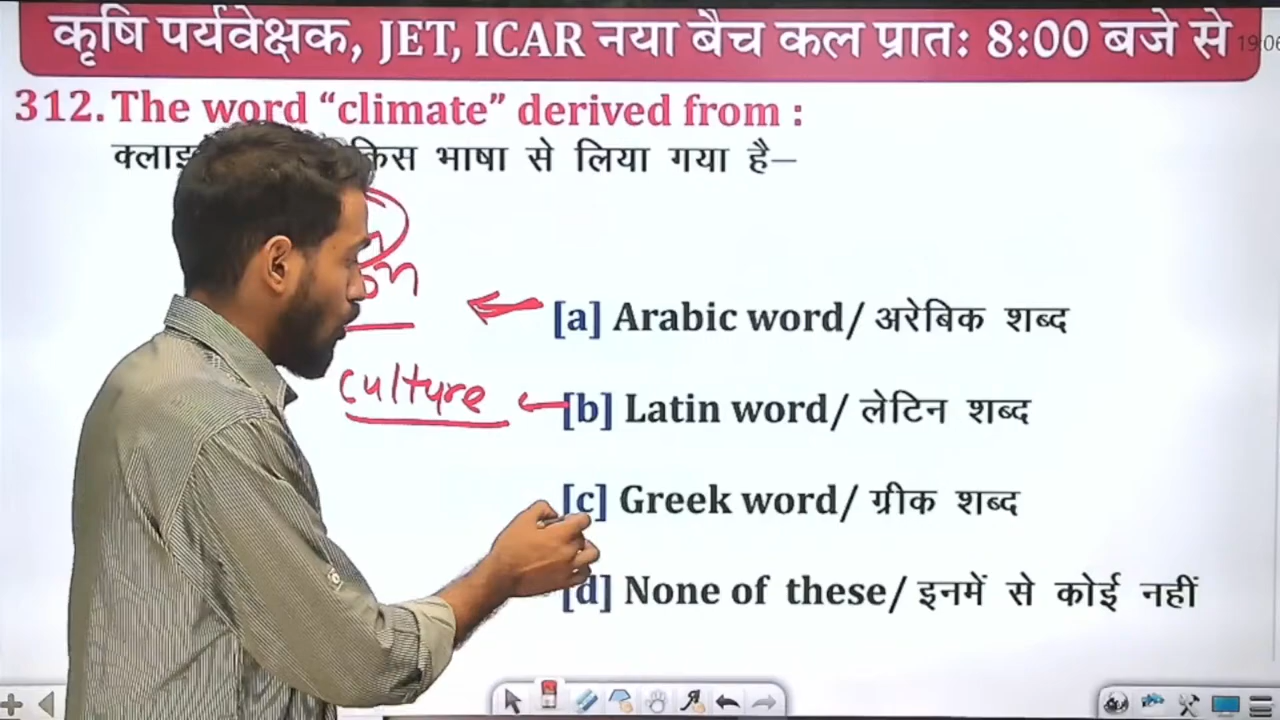 कृषि पर्यवेक्षक, JET, ICAR नया बैच कल प्रातः 8:00 बजे से
312. The word “climate” derived from :
किस भाषा से लिया गया है–
[a] Arabic word/ अरेबिक शब्द
culture
[b] Latin word/ लेटिन शब्द
[c] Greek word/ ग्रीक शब्द
[d] None of these/ इनमें से कोई नहीं